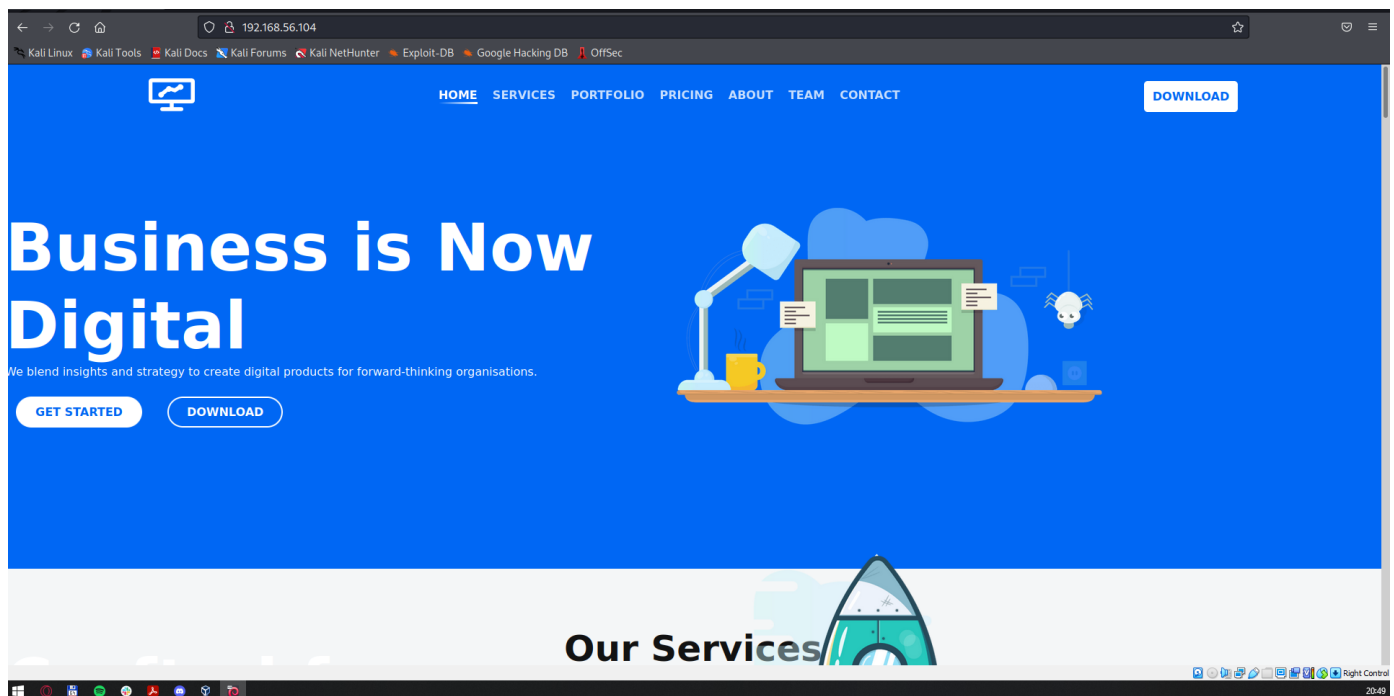 192.168.56.104
Kali Linux Kali Tools Kali Docs Kali Forums Kali NetHunter Exploit-DB Google Hacking DB OffSec
HOME SERVICES PORTFOLIO PRICING ABOUT TEAM CONTACT DOWNLOAD
Business is Now
Digital
We blend insights and strategy to create digital products for forward-thinking organisations.
GET STARTED DOWNLOAD
Our Services
Right Control
20:49